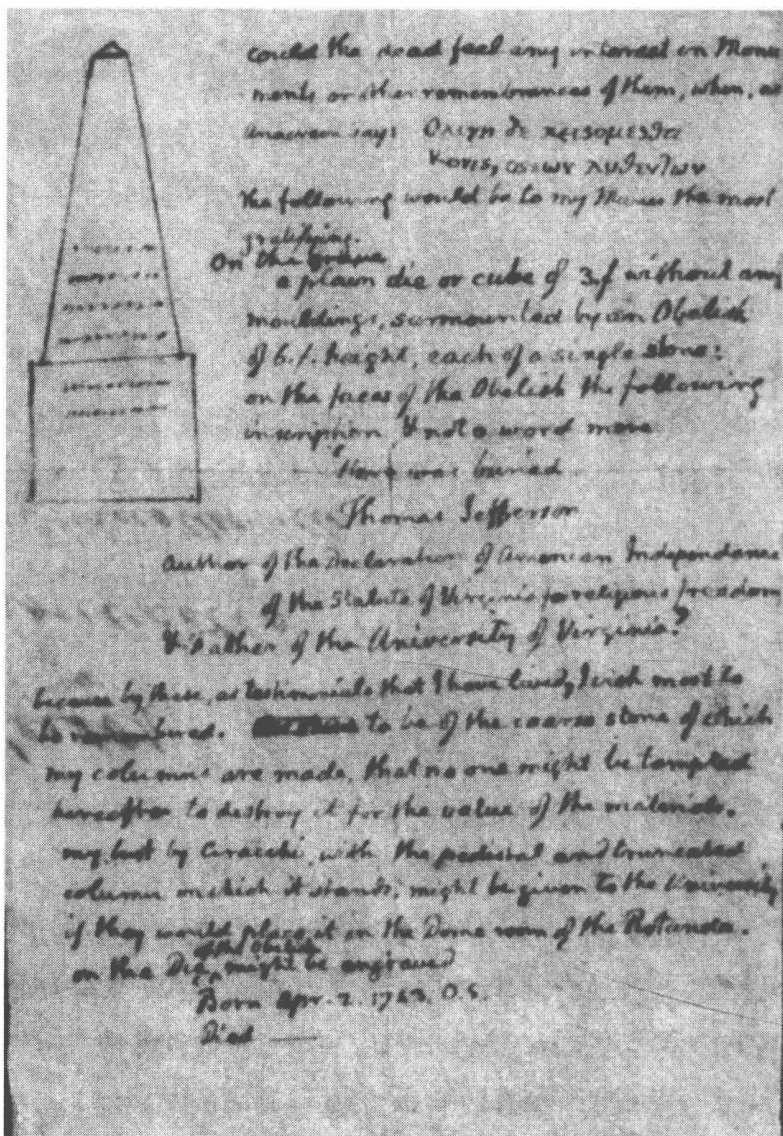 could the dead feel any interest in Monu
ments or other remembrances of them, when, as
Anacreon says: Ολιγη δε κεισομεσθα
Κονις, οστεων λυθεντων
the following would be to my Manes the most
gratifying.
On the grave
a plain die or cube of 3.f without any
mouldings, surmounted by an Obelisk
of 6.f. height, each of a single stone:
on the faces of the Obelisk the following
inscription, & not a word more
"Here was buried
Thomas Jefferson
Author of the Declaration of American Independance
of the Statute of Virginia for religious freedom
& Father of the University of Virginia."
because by these, as testimonials that I have lived, I wish most to
be remembered. to be of the coarse stone of which
my columns are made, that no one might be tempted
hereafter to destroy it for the value of the materials.
my bust by Ciracchi, with the pedestal and truncated
column on which it stands, might be given to the University
if they would place it in the Dome room of the Rotunda.
on the Die of the Obelisk might be engraved
Born Apr. 2. 1743. O.S.
Died ——